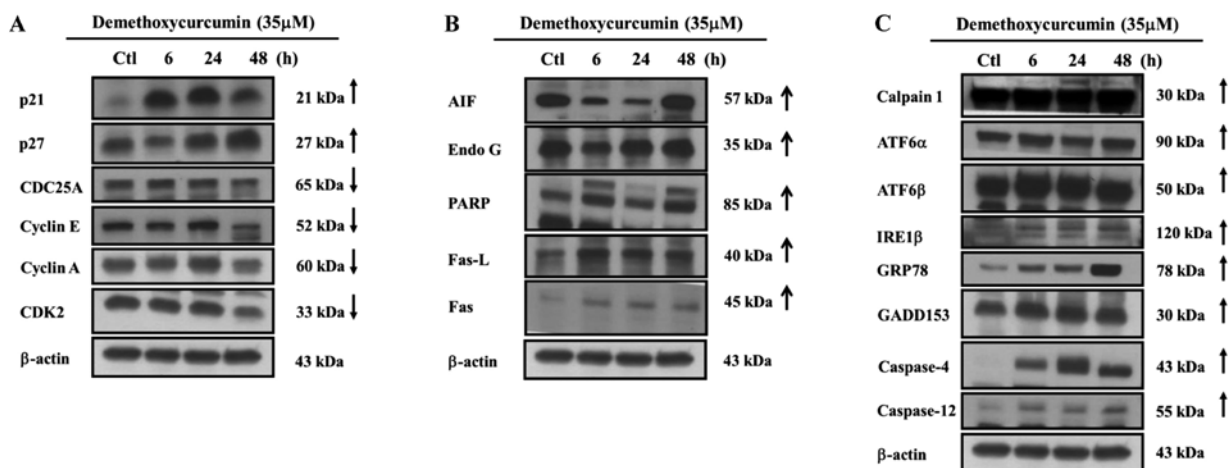 A
Demethoxycurcumin (35μM)
Ctl 6 24 48 (h)
p21 21 kDa ↑
p27 27 kDa ↑
CDC25A 65 kDa ↓
Cyclin E 52 kDa ↓
Cyclin A 60 kDa ↓
CDK2 33 kDa ↓
β-actin 43 kDa
B
Demethoxycurcumin (35μM)
Ctl 6 24 48 (h)
AIF 57 kDa ↑
Endo G 35 kDa ↑
PARP 85 kDa ↑
Fas-L 40 kDa ↑
Fas 45 kDa ↑
β-actin 43 kDa
C
Demethoxycurcumin (35μM)
Ctl 6 24 48 (h)
Calpain 1 30 kDa ↑
ATF6α 90 kDa ↑
ATF6β 50 kDa ↑
IRE1β 120 kDa ↑
GRP78 78 kDa ↑
GADD153 30 kDa ↑
Caspase-4 43 kDa ↑
Caspase-12 55 kDa ↑
β-actin 43 kDa